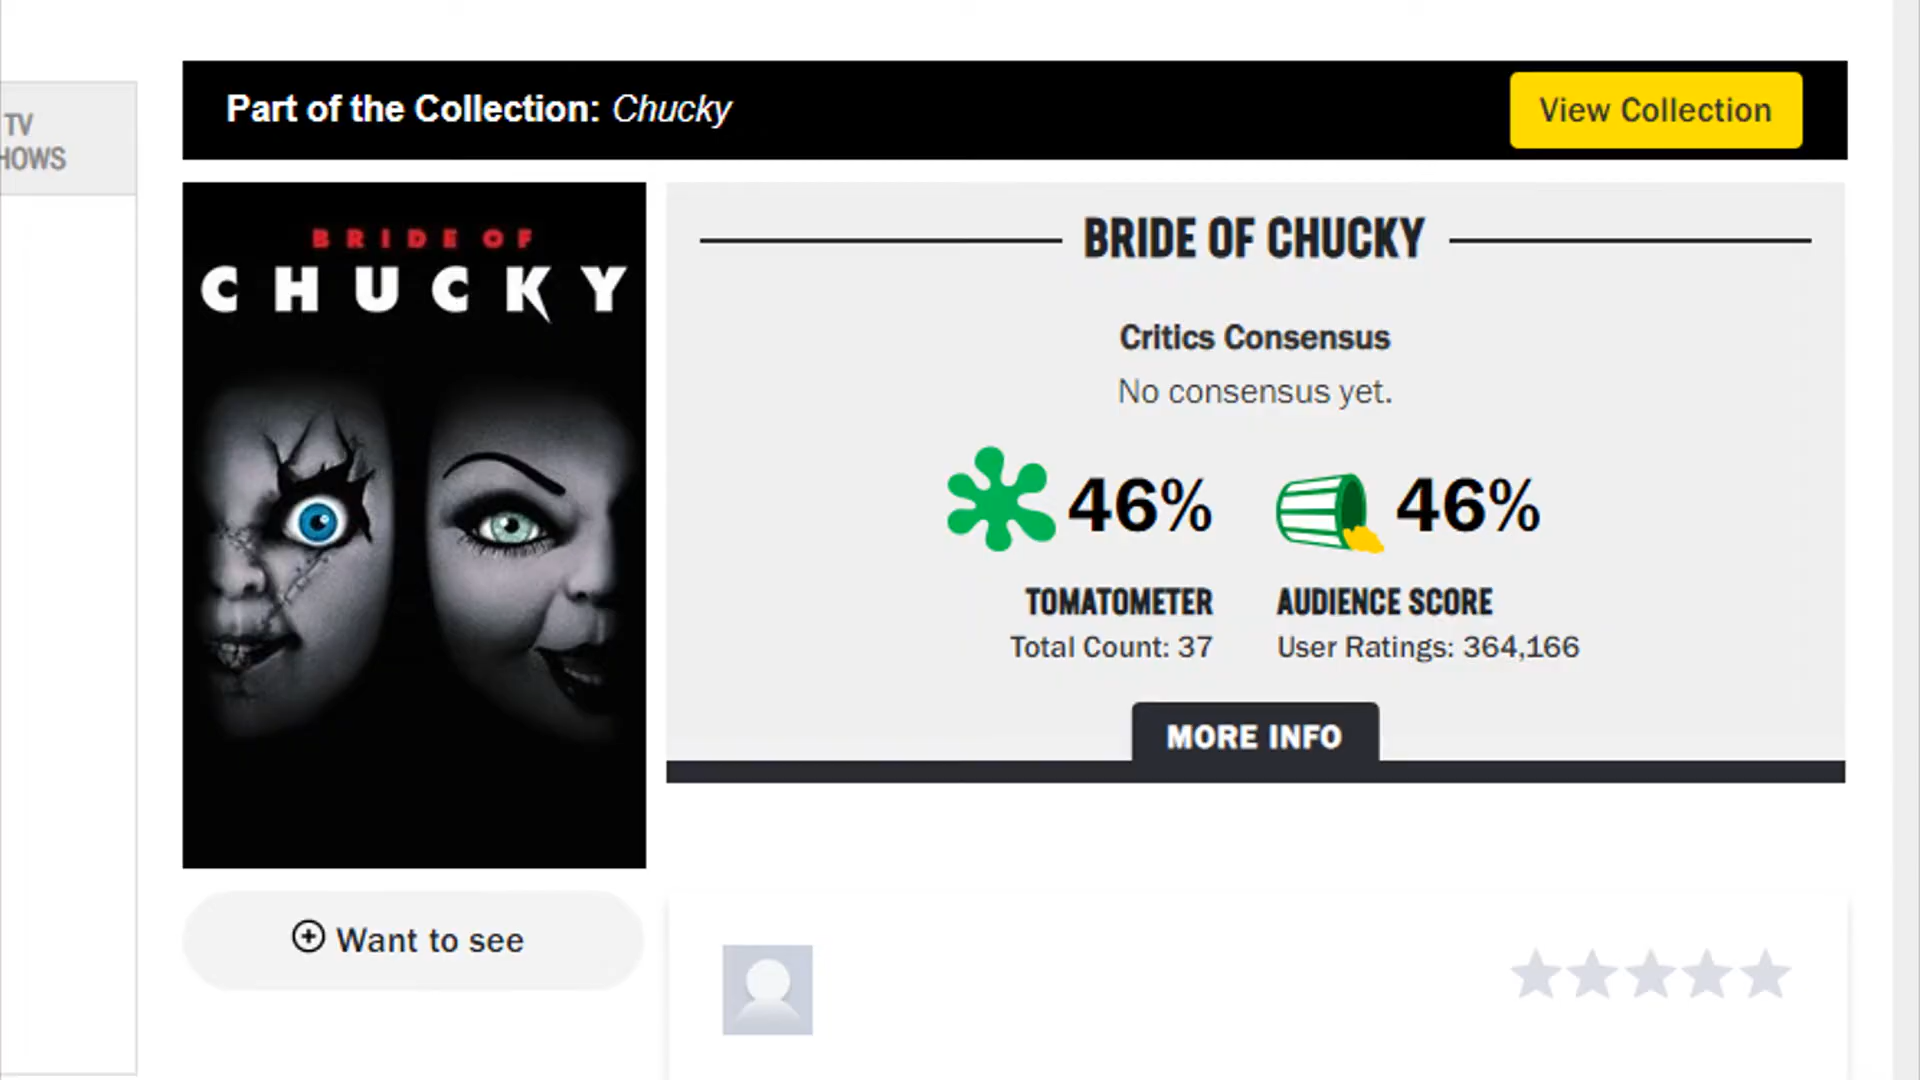 Part of the Collection: Chucky
View Collection
TV
HOWS
BRIDE OF
CHUCKY
BRIDE OF CHUCKY
Critics Consensus
No consensus yet.
46%
46%
TOMATOMETER
AUDIENCE SCORE
Total Count: 37
User Ratings: 364,166
MORE INFO
Want to see